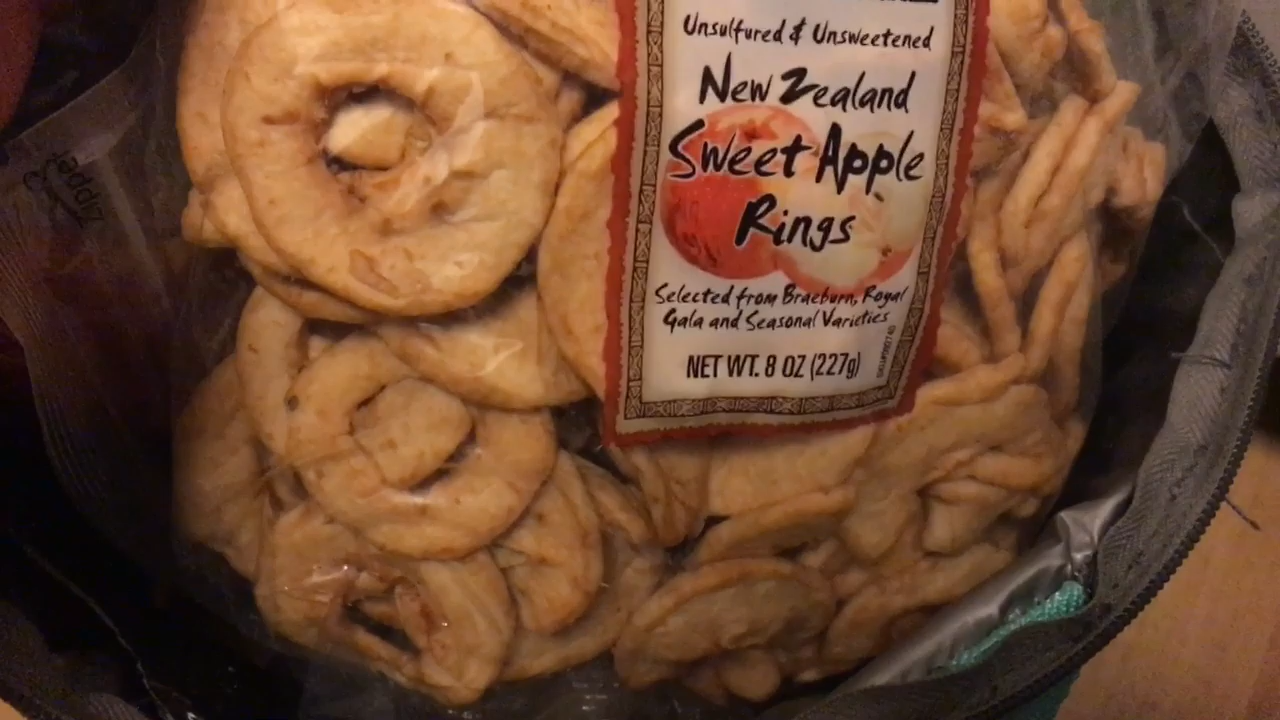 Unsulfured & Unsweetened
New Zealand
Sweet Apple
Rings
Selected from Braeburn, Royal
Gala and Seasonal Varieties
NET WT. 8 OZ (227g)
zipper